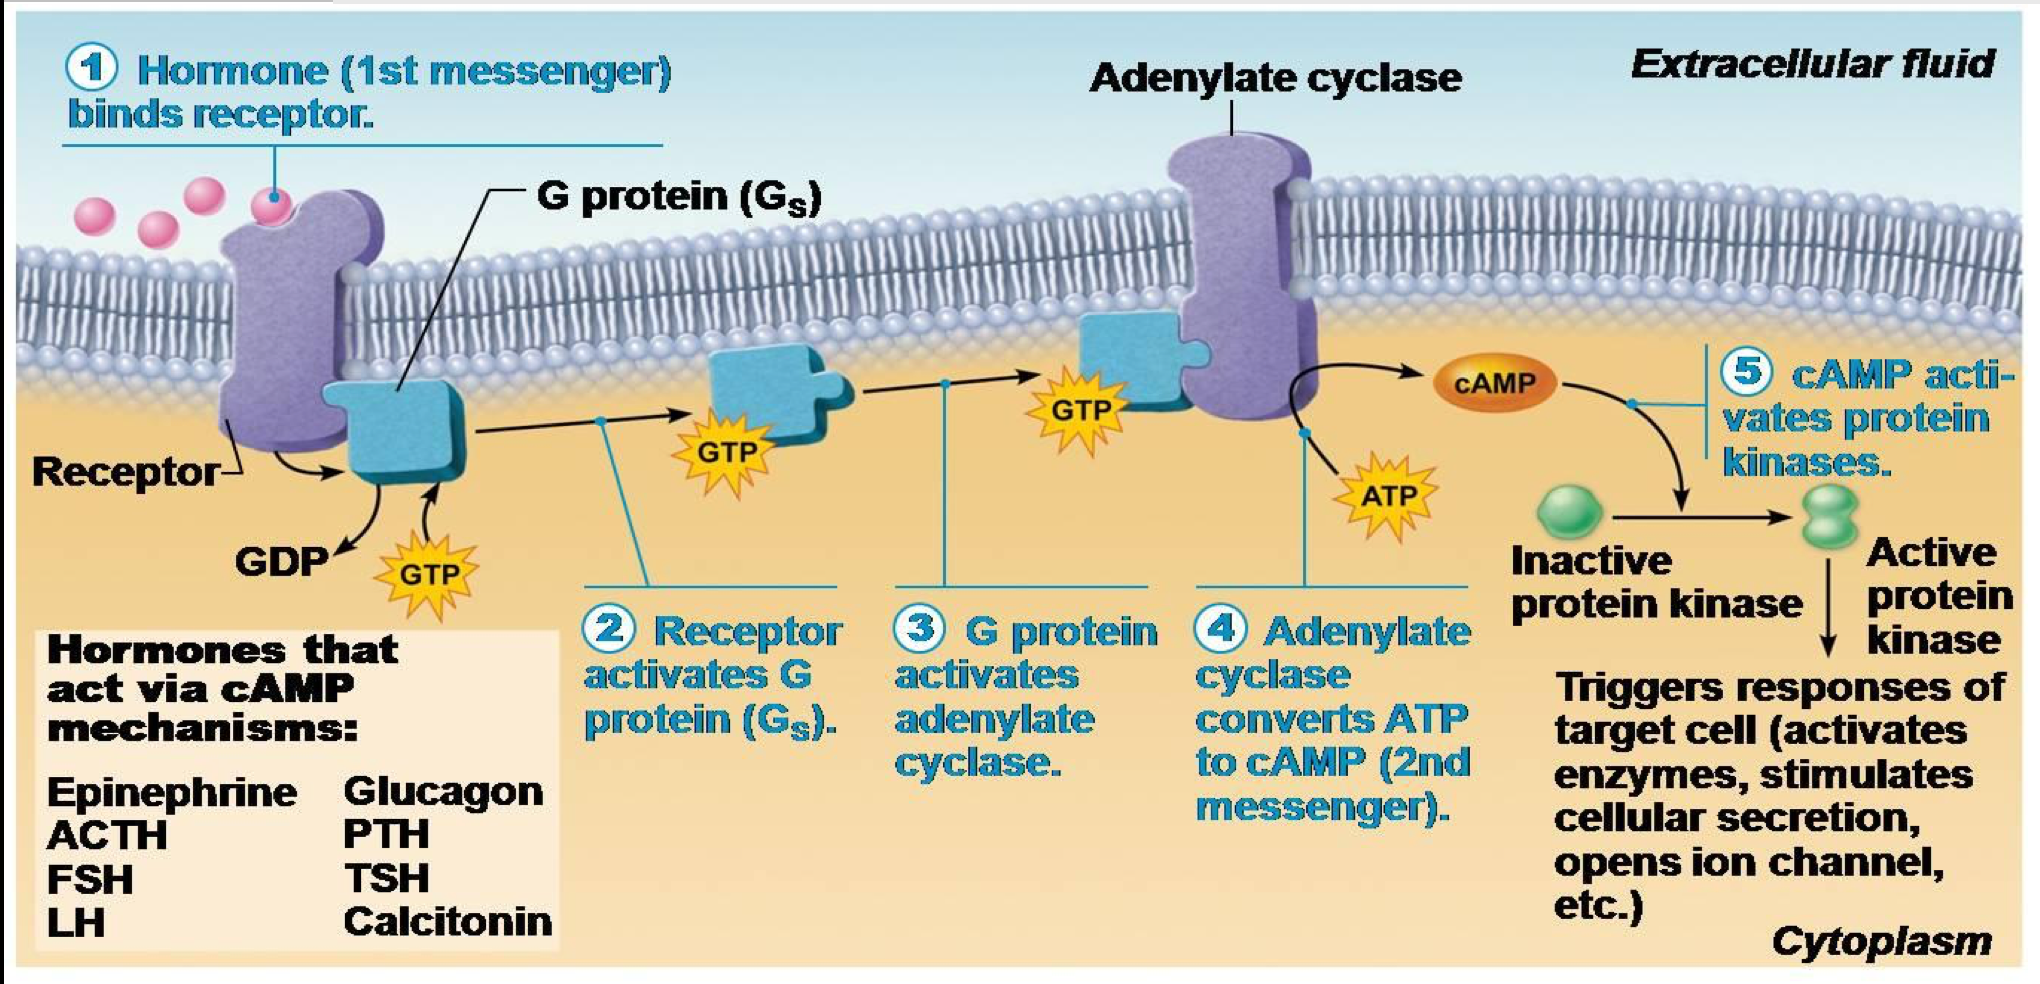 ① Hormone (1st messenger)
binds receptor.
Adenylate cyclase
Extracellular fluid
G protein (Gs)
Receptor
GDP
GTP
GTP
GTP
ATP
cAMP
⑤ cAMP acti-
vates protein
kinases.
Inactive
protein kinase
Active
protein
kinase
② Receptor
activates G
protein (Gs).
③ G protein
activates
adenylate
cyclase.
④ Adenylate
cyclase
converts ATP
to cAMP (2nd
messenger).
Triggers responses of
target cell (activates
enzymes, stimulates
cellular secretion,
opens ion channel,
etc.)
Hormones that
act via cAMP
mechanisms:
Epinephrine Glucagon
ACTH PTH
FSH TSH
LH Calcitonin
Cytoplasm